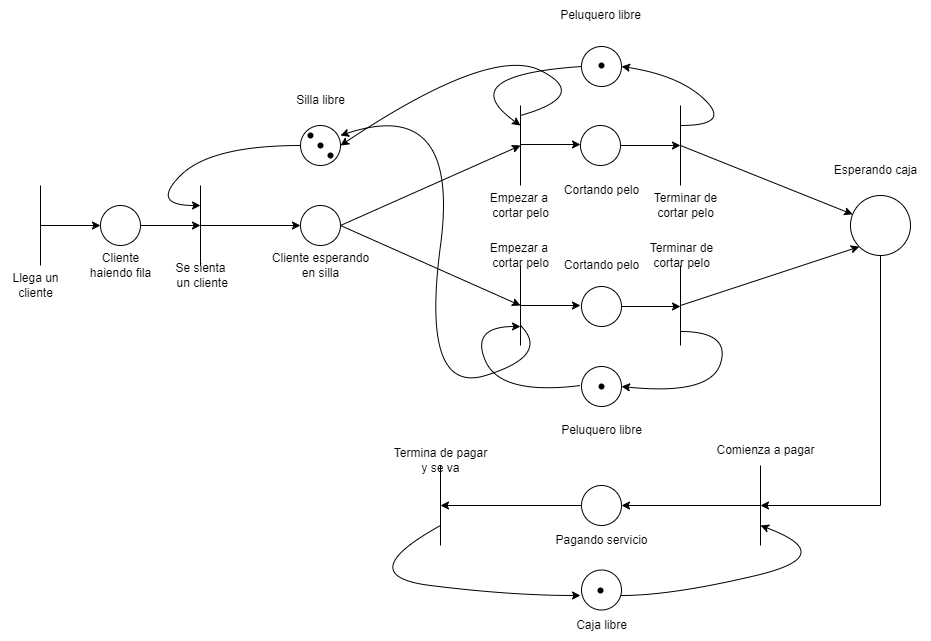 Peluquero libre
Silla libre
Esperando caja
Empezar a
cortar pelo
Cortando pelo
Terminar de
cortar pelo
Llega un
cliente
Cliente
haiendo fila
Se sienta
un cliente
Cliente esperando
en silla
Empezar a
cortar pelo
Cortando pelo
Terminar de
cortar pelo
Peluquero libre
Termina de pagar
y se va
Comienza a pagar
Pagando servicio
Caja libre